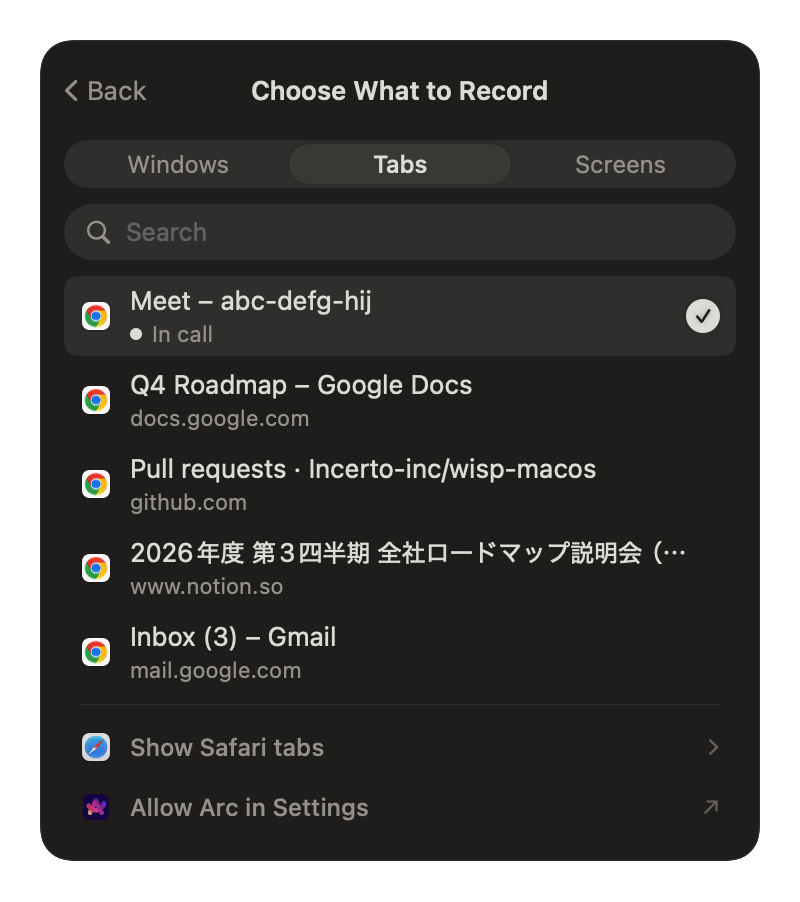 Back
Choose What to Record
Windows
Tabs
Screens
Search
Meet – abc-defg-hij
In call
Q4 Roadmap – Google Docs
docs.google.com
Pull requests · Incerto-inc/wisp-macos
github.com
2026年度 第3四半期 全社ロードマップ説明会（…
www.notion.so
Inbox (3) – Gmail
mail.google.com
Show Safari tabs
Allow Arc in Settings